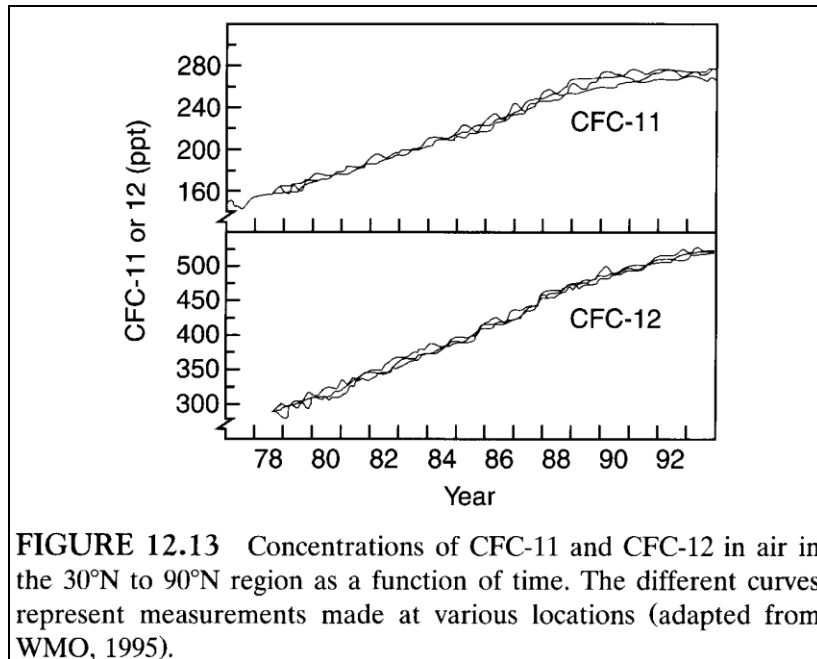 280
240
200
160
CFC-11
CFC-11 or 12 (ppt)
500
450
400
350
300
CFC-12
78 80 82 84 86 88 90 92
Year
FIGURE 12.13 Concentrations of CFC-11 and CFC-12 in air in
the 30°N to 90°N region as a function of time. The different curves
represent measurements made at various locations (adapted from
WMO, 1995).